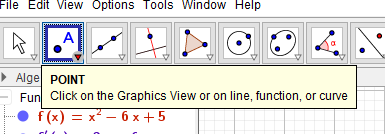 File Edit View Options Tools Window Help
A
α
POINT
Alge
Click on the Graphics View or on line, function, or curve
Fun
f(x) = x² − 6 x + 5